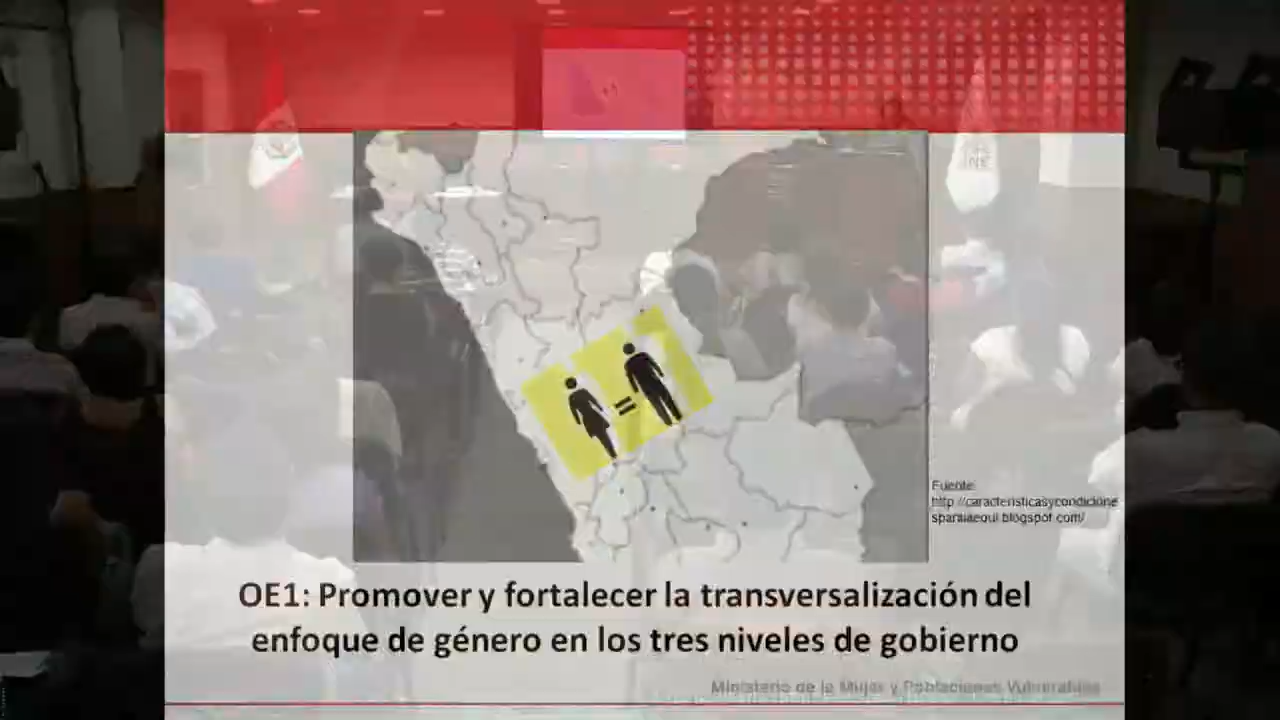 Fuente:
http://caracteristicasycondicione
sparalaequi.blogspot.com/
OE1: Promover y fortalecer la transversalización del
enfoque de género en los tres niveles de gobierno
Ministerio de la Mujer y Poblaciones Vulnerables